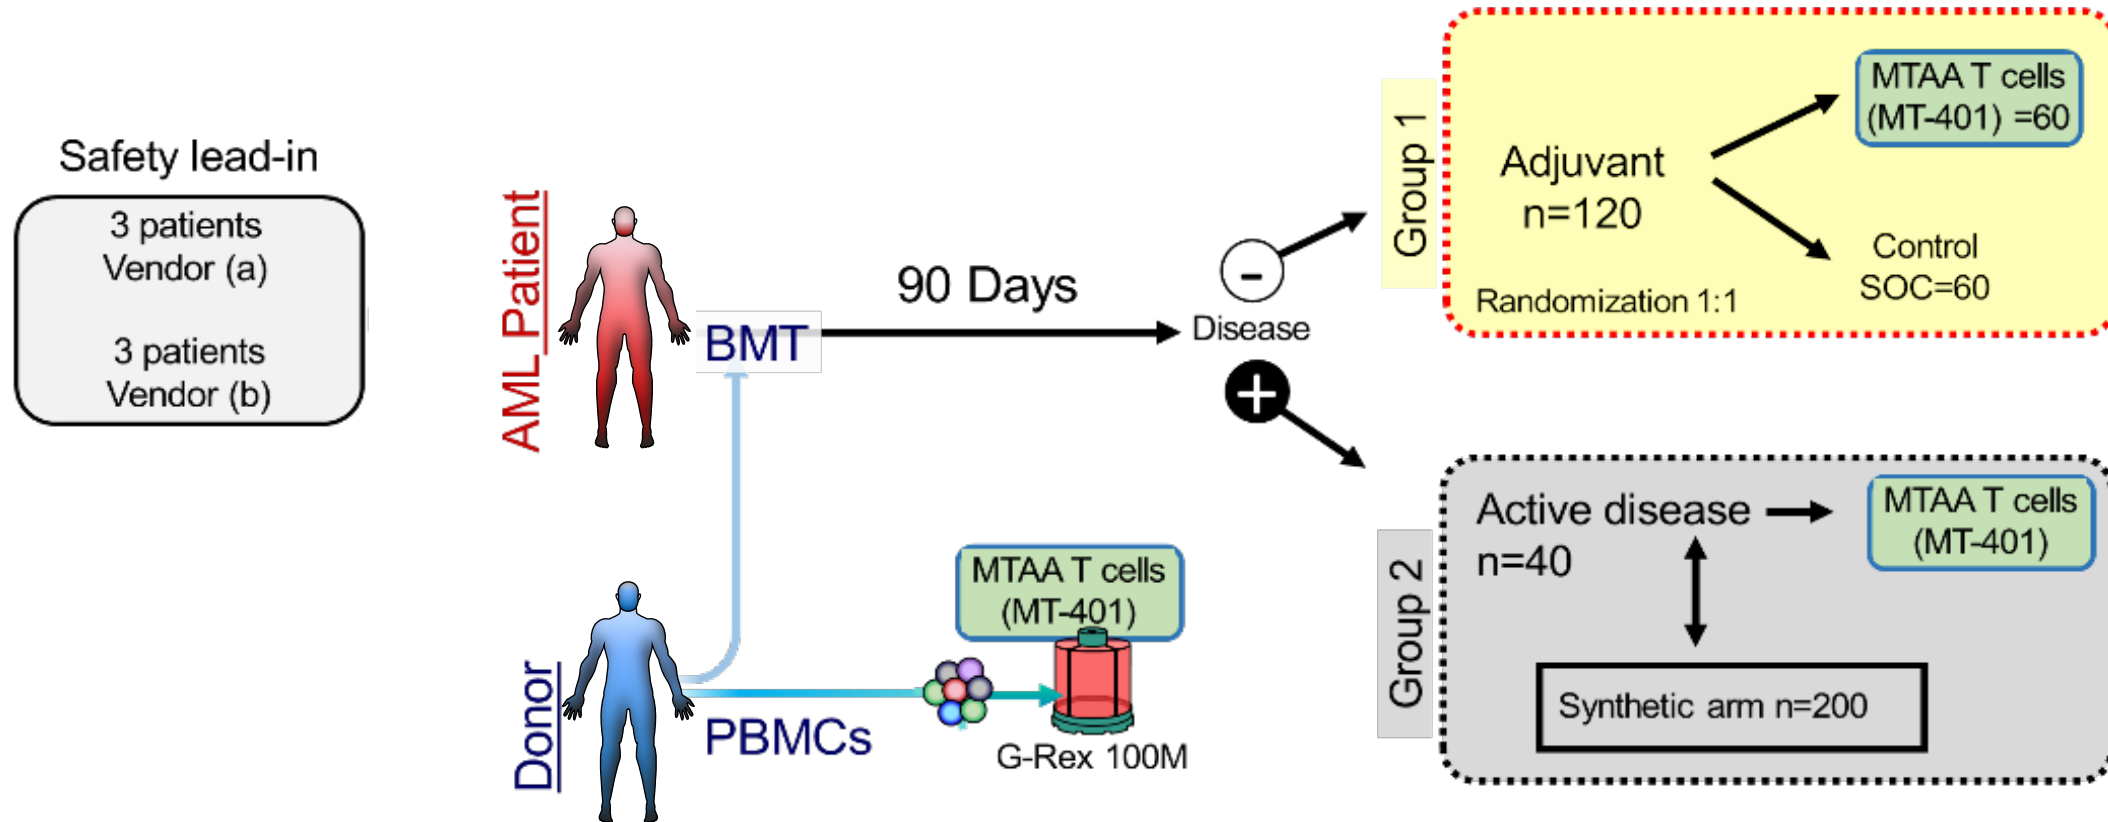 Safety lead-in
3 patients
Vendor (a)
3 patients
Vendor (b)
AML Patient
BMT
90 Days
-
Disease
+
Donor
PBMCs
MTAA T cells
(MT-401)
G-Rex 100M
Group 1
Adjuvant
n=120
Randomization 1:1
MTAA T cells
(MT-401) =60
Control
SOC=60
Group 2
Active disease
n=40
MTAA T cells
(MT-401)
Synthetic arm n=200